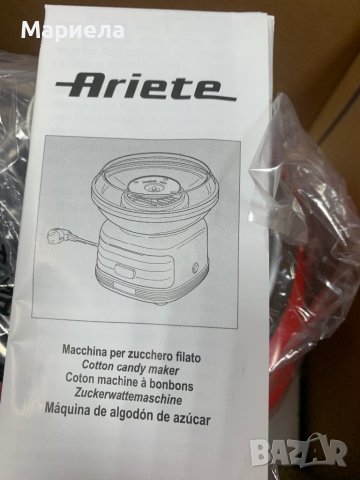 Мариела
Ariete
Macchina per zucchero filato
Cotton candy maker
Coton machine à bonbons
Zuckerwattemaschine
Máquina de algodón de azúcar
BAZAR